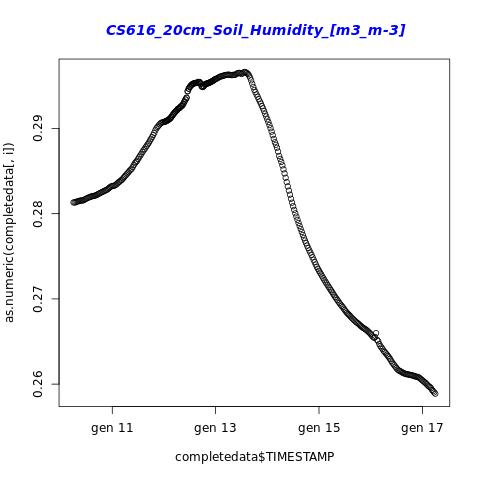 CS616_20cm_Soil_Humidity_[m3_m-3]
as.numeric(completedata[, i])
0.29
0.28
0.27
0.26
gen 11
gen 13
gen 15
gen 17
completedata$TIMESTAMP